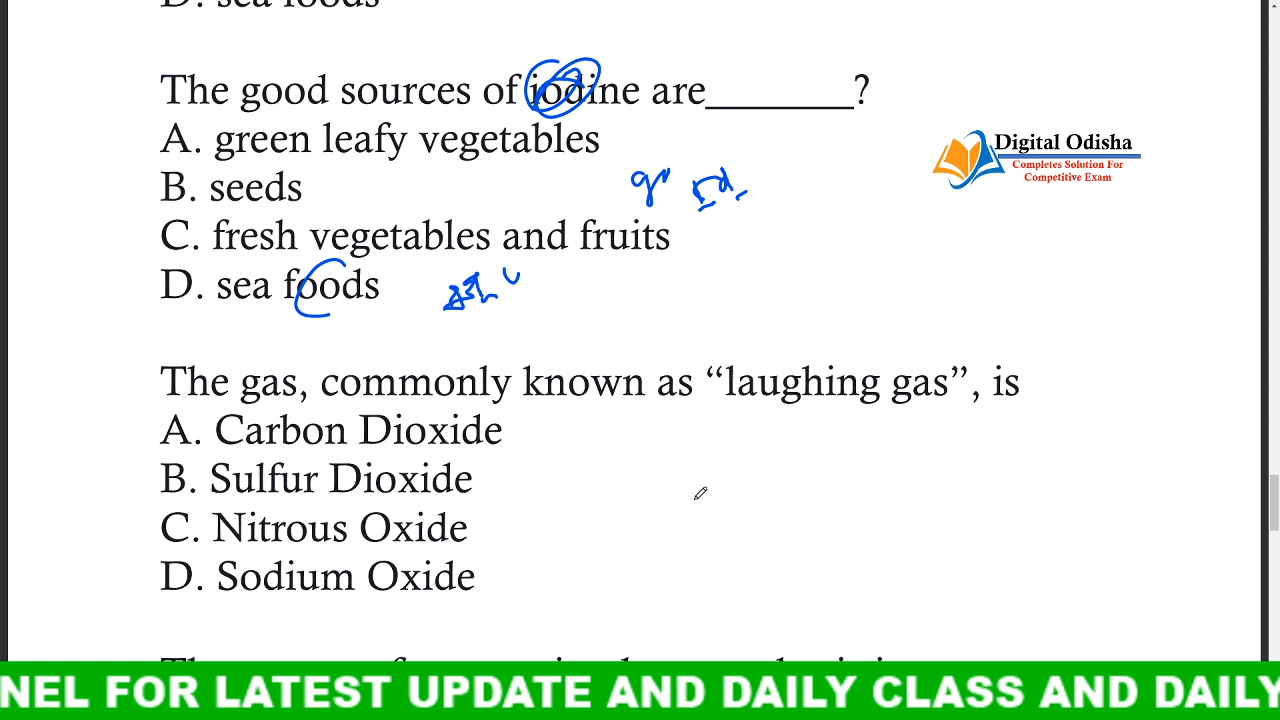 D. sea foods
The good sources of iodine are_______?
A. green leafy vegetables
B. seeds
C. fresh vegetables and fruits
D. sea foods
Digital Odisha
Completes Solution For
Competitive Exam
The gas, commonly known as “laughing gas”, is
A. Carbon Dioxide
B. Sulfur Dioxide
C. Nitrous Oxide
D. Sodium Oxide
NEL FOR LATEST UPDATE AND DAILY CLASS AND DAILY